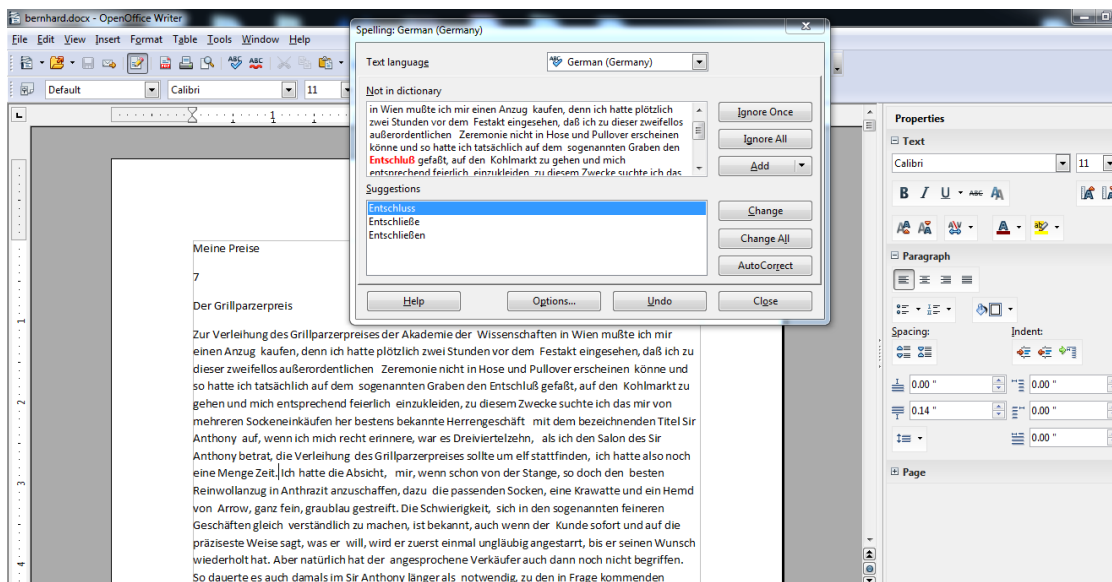 bernhard.docx - OpenOffice Writer
File Edit View Insert Format Table Tools Window Help
Default Calibri 11
1
Spelling: German (Germany)
Text language German (Germany)
Not in dictionary
in Wien mußte ich mir einen Anzug kaufen, denn ich hatte plötzlich
zwei Stunden vor dem Festakt eingesehen, daß ich zu dieser zweifellos
außerordentlichen Zeremonie nicht in Hose und Pullover erscheinen
könne und so hatte ich tatsächlich auf dem sogenannten Graben den
Entschluß gefaßt, auf den Kohlmarkt zu gehen und mich
entsprechend feierlich einzukleiden, zu diesem Zwecke suchte ich das
Ignore Once
Ignore All
Add
Suggestions
Entschluss
Entschließe
Entschließen
Change
Change All
AutoCorrect
Help Options... Undo Close
Meine Preise
7
Der Grillparzerpreis
Zur Verleihung des Grillparzerpreises der Akademie der Wissenschaften in Wien mußte ich mir
einen Anzug kaufen, denn ich hatte plötzlich zwei Stunden vor dem Festakt eingesehen, daß ich zu
dieser zweifellos außerordentlichen Zeremonie nicht in Hose und Pullover erscheinen könne und
so hatte ich tatsächlich auf dem sogenannten Graben den Entschluß gefaßt, auf den Kohlmarkt zu
gehen und mich entsprechend feierlich einzukleiden, zu diesem Zwecke suchte ich das mir von
mehreren Sockeneinkäufen her bestens bekannte Herrengeschäft mit dem bezeichnenden Titel Sir
Anthony auf, wenn ich mich recht erinnere, war es Dreiviertelzehn, als ich den Salon des Sir
Anthony betrat, die Verleihung des Grillparzerpreises sollte um elf stattfinden, ich hatte also noch
eine Menge Zeit. Ich hatte die Absicht, mir, wenn schon von der Stange, so doch den besten
Reinwollanzug in Anthrazit anzuschaffen, dazu die passenden Socken, eine Krawatte und ein Hemd
von Arrow, ganz fein, graublau gestreift. Die Schwierigkeit, sich in den sogenannten feineren
Geschäften gleich verständlich zu machen, ist bekannt, auch wenn der Kunde sofort und auf die
präziseste Weise sagt, was er will, wird er zuerst einmal ungläubig angestarrt, bis er seinen Wunsch
wiederholt hat. Aber natürlich hat der angesprochene Verkäufer auch dann noch nicht begriffen.
So dauerte es auch damals im Sir Anthony länger als notwendig, zu den in Frage kommenden
1
2
3
4
Properties
Text
Calibri 11
B I U ABC
Paragraph
Spacing: Indent:
0.00 " 0.00 "
0.14 " 0.00 "
0.00 "
Page